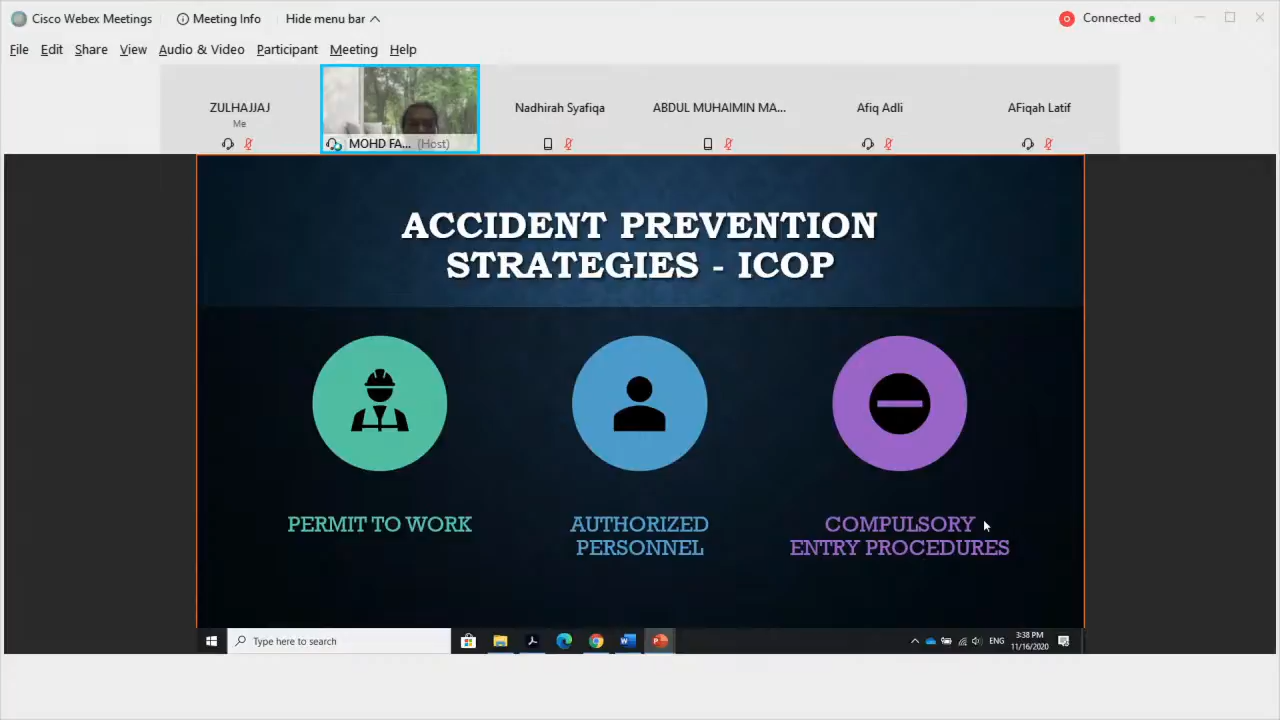 Cisco Webex Meetings
Meeting Info
Hide menu bar
Connected
File Edit Share View Audio & Video Participant Meeting Help
ZULHAJJAJ
Me
MOHD FA... (Host)
Nadhirah Syafiqa
ABDUL MUHAIMIN MA...
Afiq Adli
AFiqah Latif
ACCIDENT PREVENTION
STRATEGIES - ICOP
PERMIT TO WORK
AUTHORIZED
PERSONNEL
COMPULSORY
ENTRY PROCEDURES
Type here to search
ENG
3:38 PM
11/16/2020